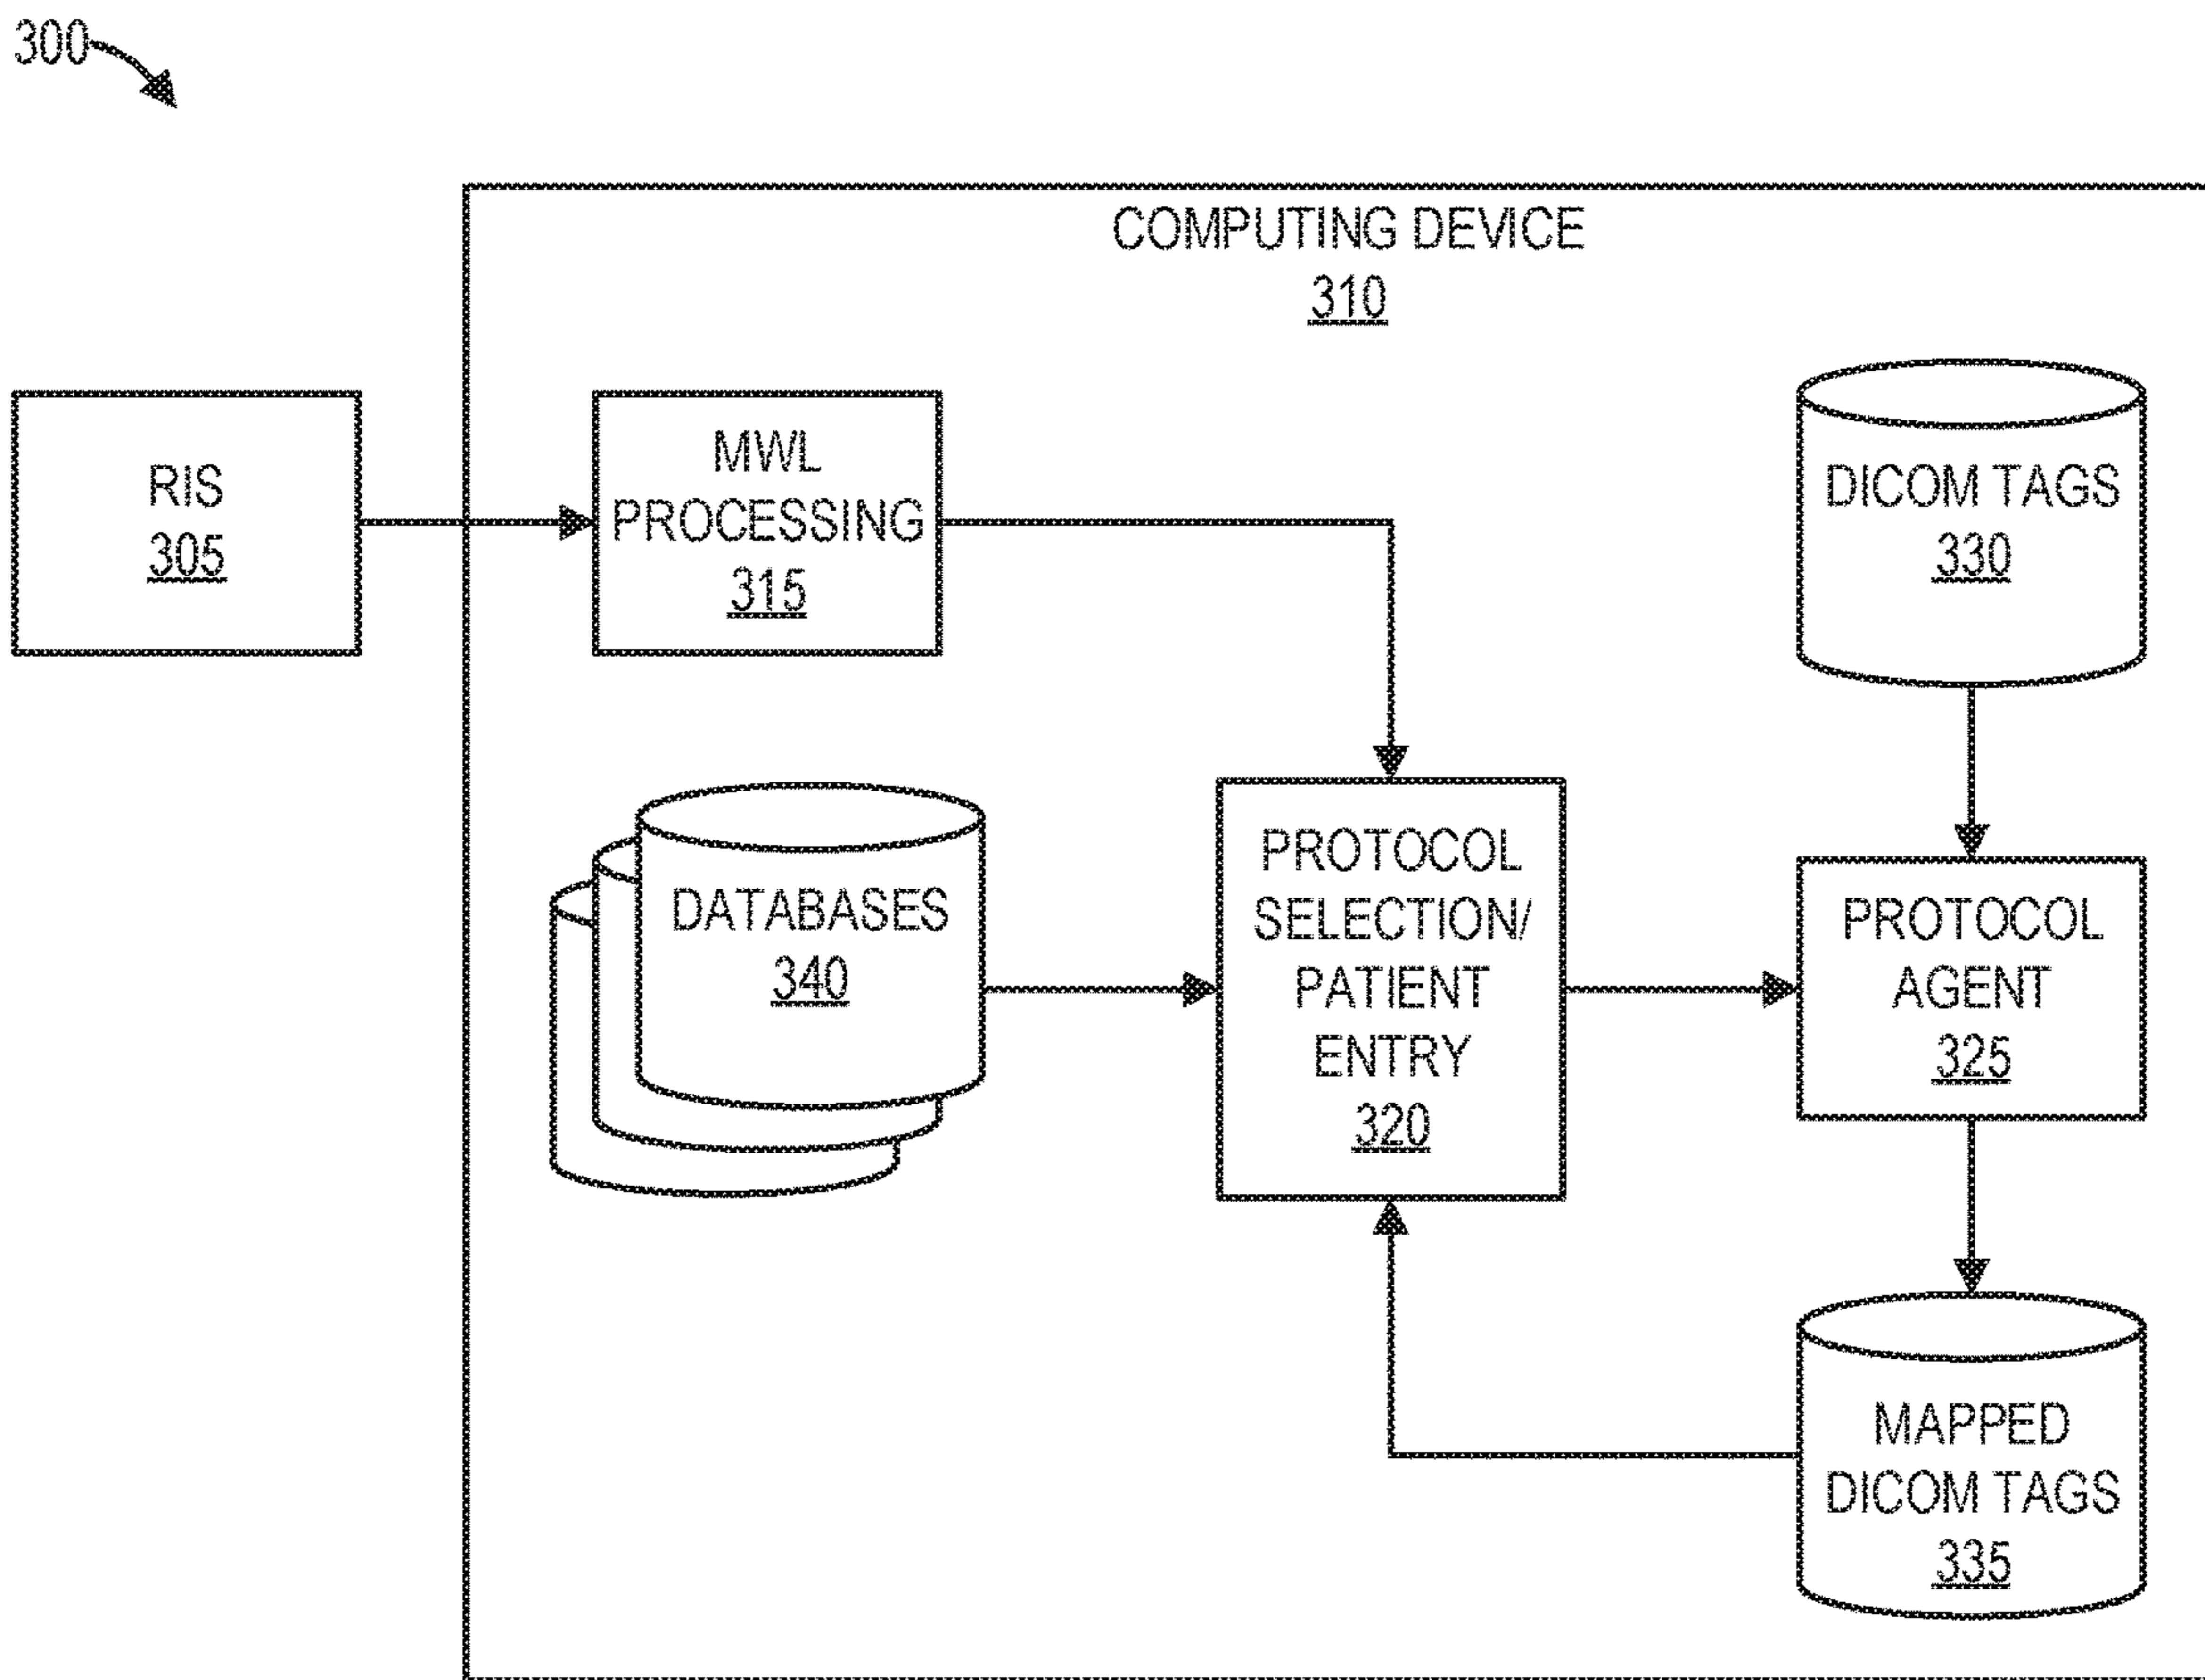 300
COMPUTING DEVICE
310
RIS
305
MWL
PROCESSING
315
DICOM TAGS
330
DATABASES
340
PROTOCOL
SELECTION/
PATIENT
ENTRY
320
PROTOCOL
AGENT
325
MAPPED
DICOM TAGS
335